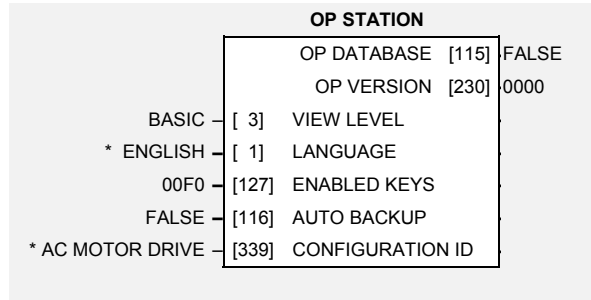 OP STATION
OP DATABASE [115] FALSE
OP VERSION [230] 0000
BASIC – [ 3] VIEW LEVEL
* ENGLISH – [ 1] LANGUAGE
00F0 – [127] ENABLED KEYS
FALSE – [116] AUTO BACKUP
* AC MOTOR DRIVE – [339] CONFIGURATION ID